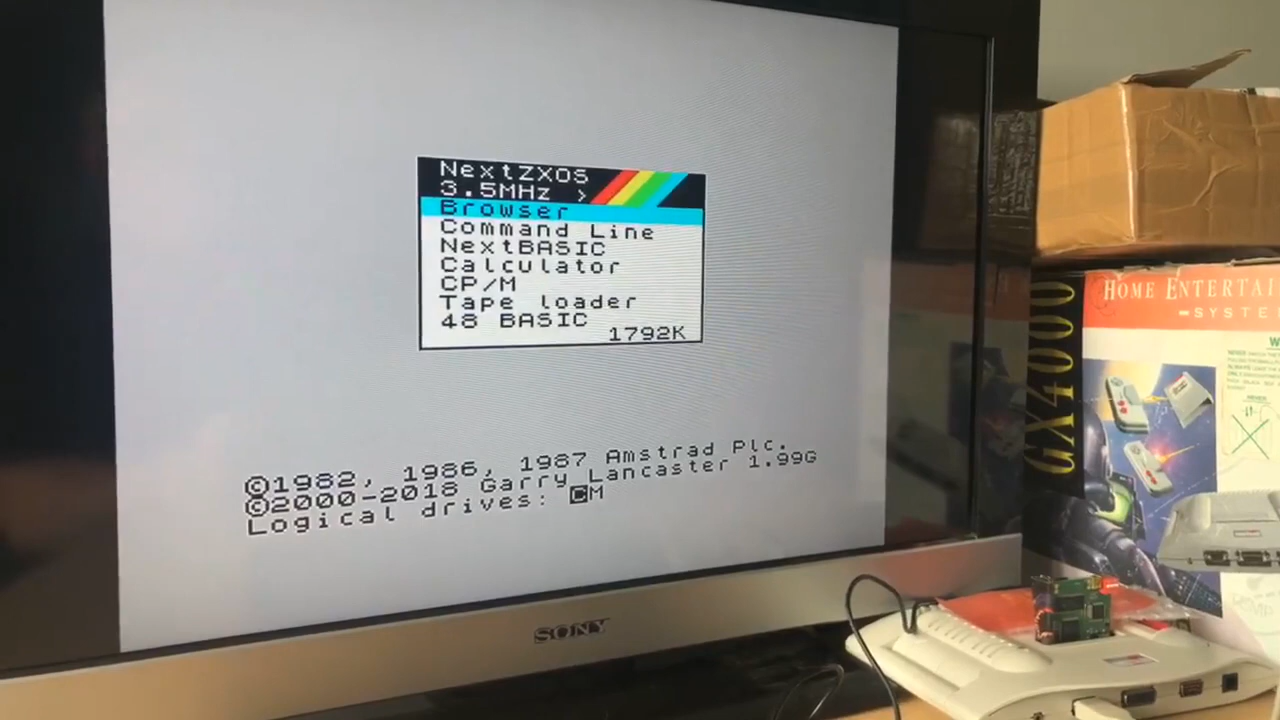 NextZXOS
3.5MHz >
Browser
Command Line
NextBASIC
Calculator
CP/M
Tape loader
48 BASIC
1792K
©1982, 1986, 1987 Amstrad Plc.
©2000-2018 Garry Lancaster 1.99G
Logical drives: CM
SONY
GX4000
HOME ENTERTAI
SYSTE